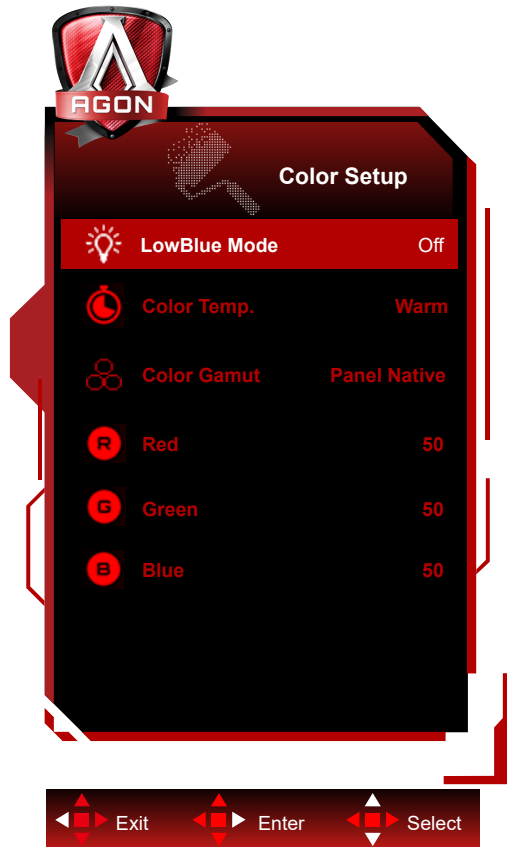 AGON
Color Setup
LowBlue Mode Off
Color Temp. Warm
Color Gamut Panel Native
R Red 50
G Green 50
B Blue 50
Exit Enter Select